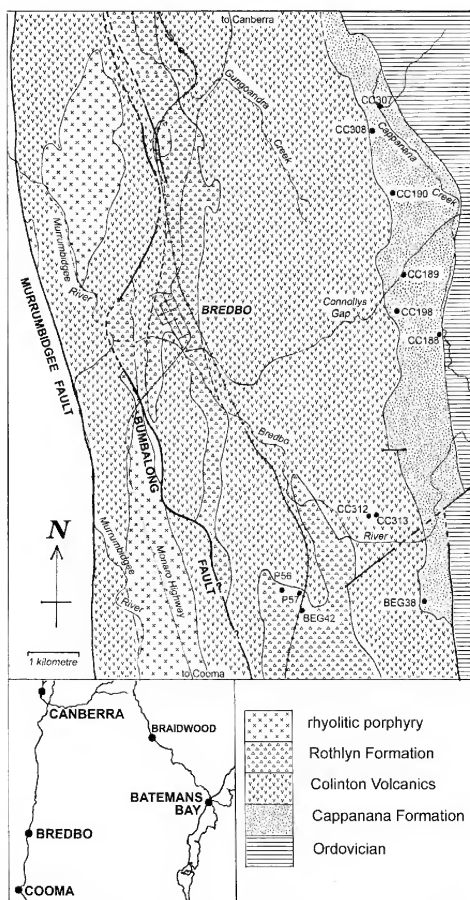 to Canberra
Gungoandra
Creek
CC307
Cappanana
Creek
CC308
CC190
Murrumbidgee
River
CC189
Connollys
Gap
BREDBO
CC198
MURRUMBIDGEE FAULT
CC188
BUMBALONG
FAULT
Bredbo
River
CC312
CC313
N
Murrumbidgee
River
Monaro Highway
P56
P57
BEG42
BEG38
1 kilometre
to Cooma
CANBERRA
BRAIDWOOD
BATEMANS
BAY
BREDBO
COOMA
rhyolitic porphyry
Rothlyn Formation
Colinton Volcanics
Cappanana Formation
Ordovician